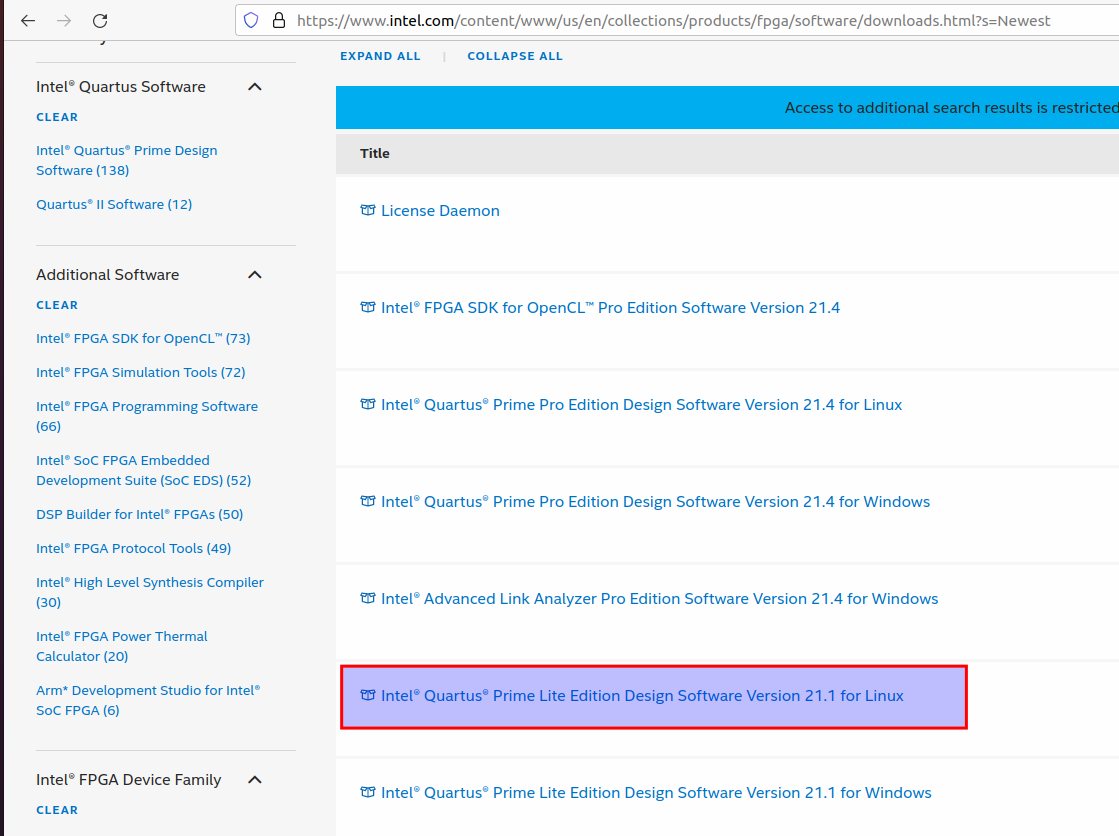 https://www.intel.com/content/www/us/en/collections/products/fpga/software/downloads.html?s=Newest
Intel® Quartus Software
CLEAR
Intel® Quartus® Prime Design
Software (138)
Quartus® II Software (12)
Additional Software
CLEAR
Intel® FPGA SDK for OpenCL™ (73)
Intel® FPGA Simulation Tools (72)
Intel® FPGA Programming Software
(66)
Intel® SoC FPGA Embedded
Development Suite (SoC EDS) (52)
DSP Builder for Intel® FPGAs (50)
Intel® FPGA Protocol Tools (49)
Intel® High Level Synthesis Compiler
(30)
Intel® FPGA Power Thermal
Calculator (20)
Arm* Development Studio for Intel®
SoC FPGA (6)
Intel® FPGA Device Family
CLEAR
EXPAND ALL | COLLAPSE ALL
Access to additional search results is restricted
Title
License Daemon
Intel® FPGA SDK for OpenCL™ Pro Edition Software Version 21.4
Intel® Quartus® Prime Pro Edition Design Software Version 21.4 for Linux
Intel® Quartus® Prime Pro Edition Design Software Version 21.4 for Windows
Intel® Advanced Link Analyzer Pro Edition Software Version 21.4 for Windows
Intel® Quartus® Prime Lite Edition Design Software Version 21.1 for Linux
Intel® Quartus® Prime Lite Edition Design Software Version 21.1 for Windows